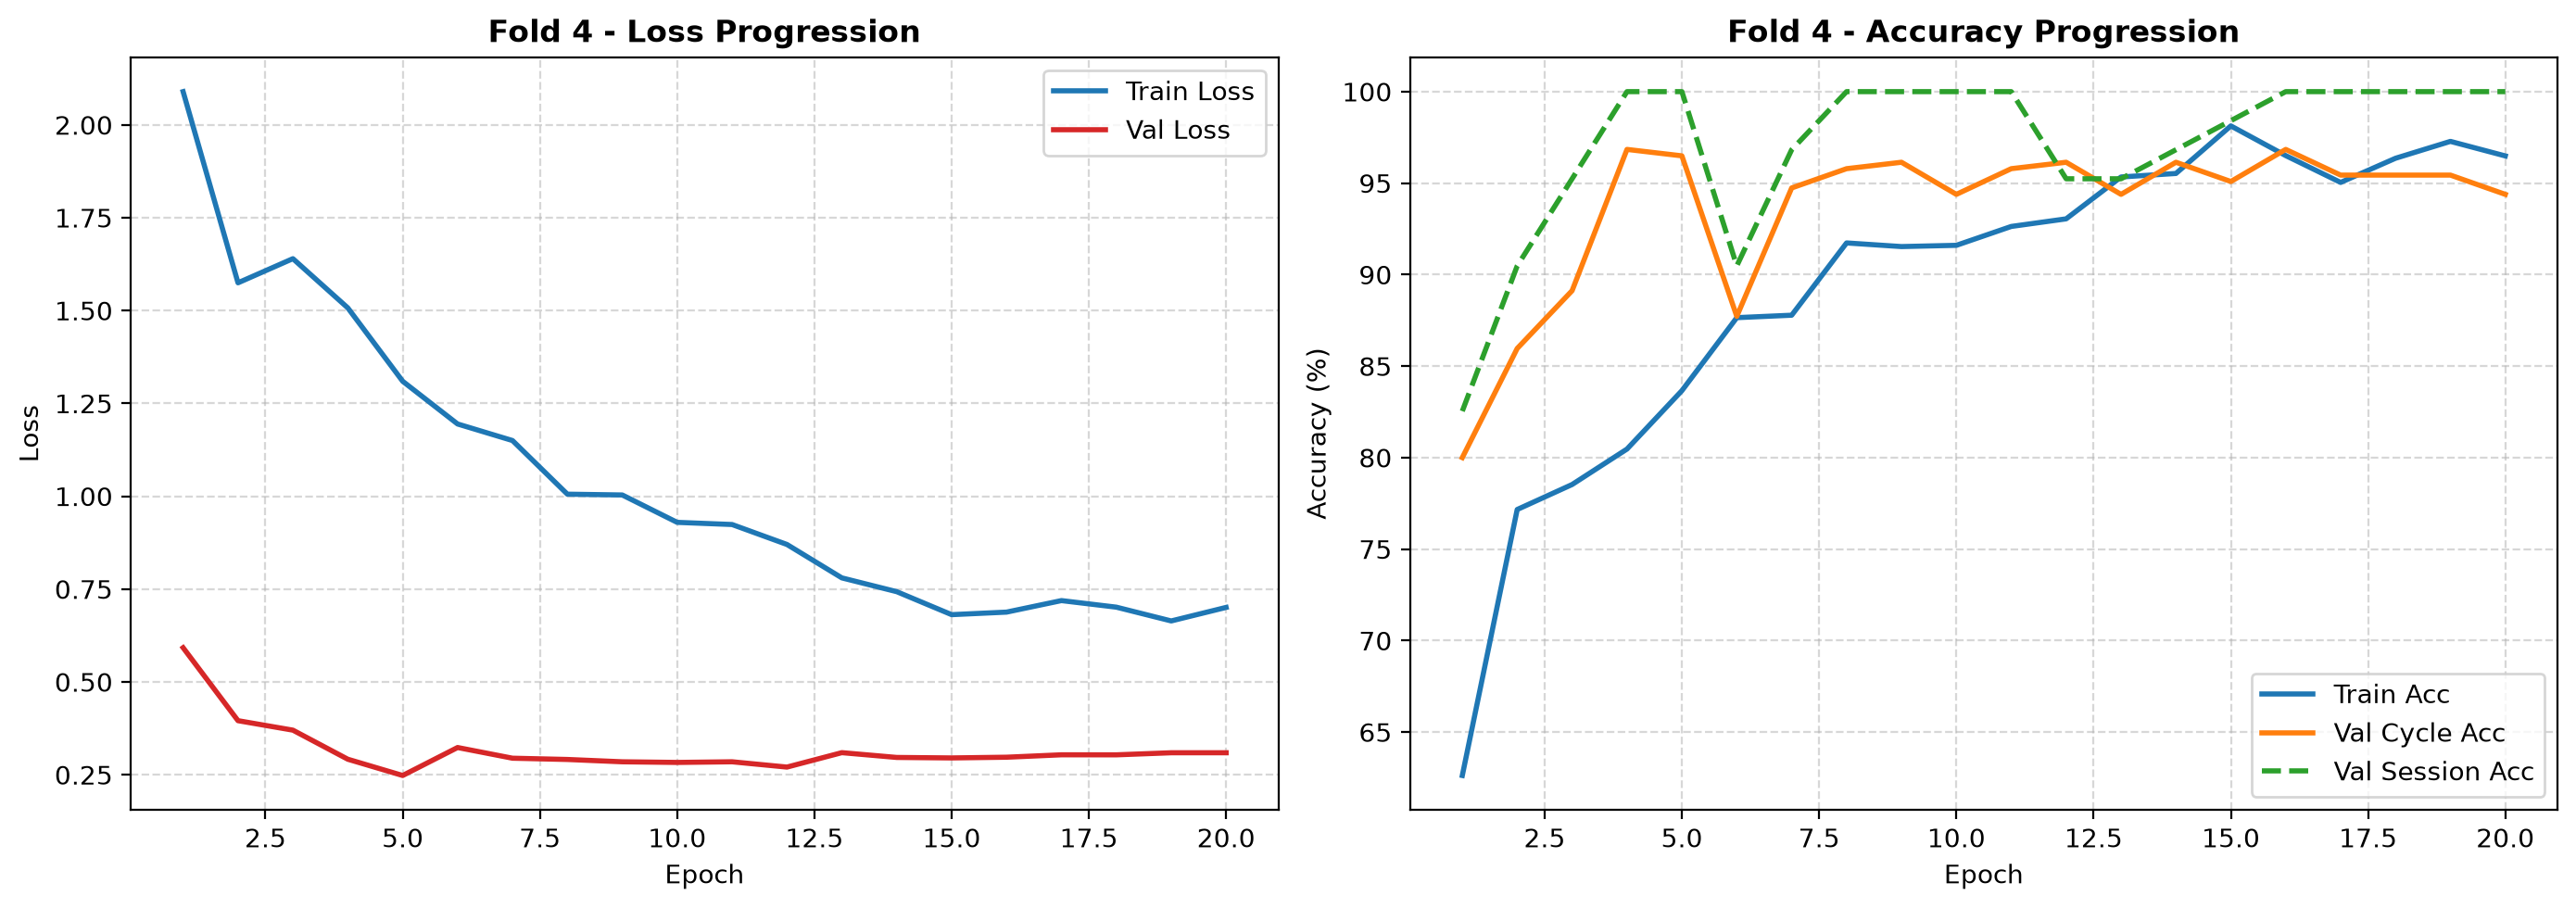 Fold 4 - Loss Progression
2.00
1.75
1.50
1.25
1.00
0.75
0.50
0.25
Loss
2.5 5.0 7.5 10.0 12.5 15.0 17.5 20.0
Epoch
Train Loss
Val Loss
Fold 4 - Accuracy Progression
100
95
90
85
80
75
70
65
Accuracy (%)
2.5 5.0 7.5 10.0 12.5 15.0 17.5 20.0
Epoch
Train Acc
Val Cycle Acc
Val Session Acc